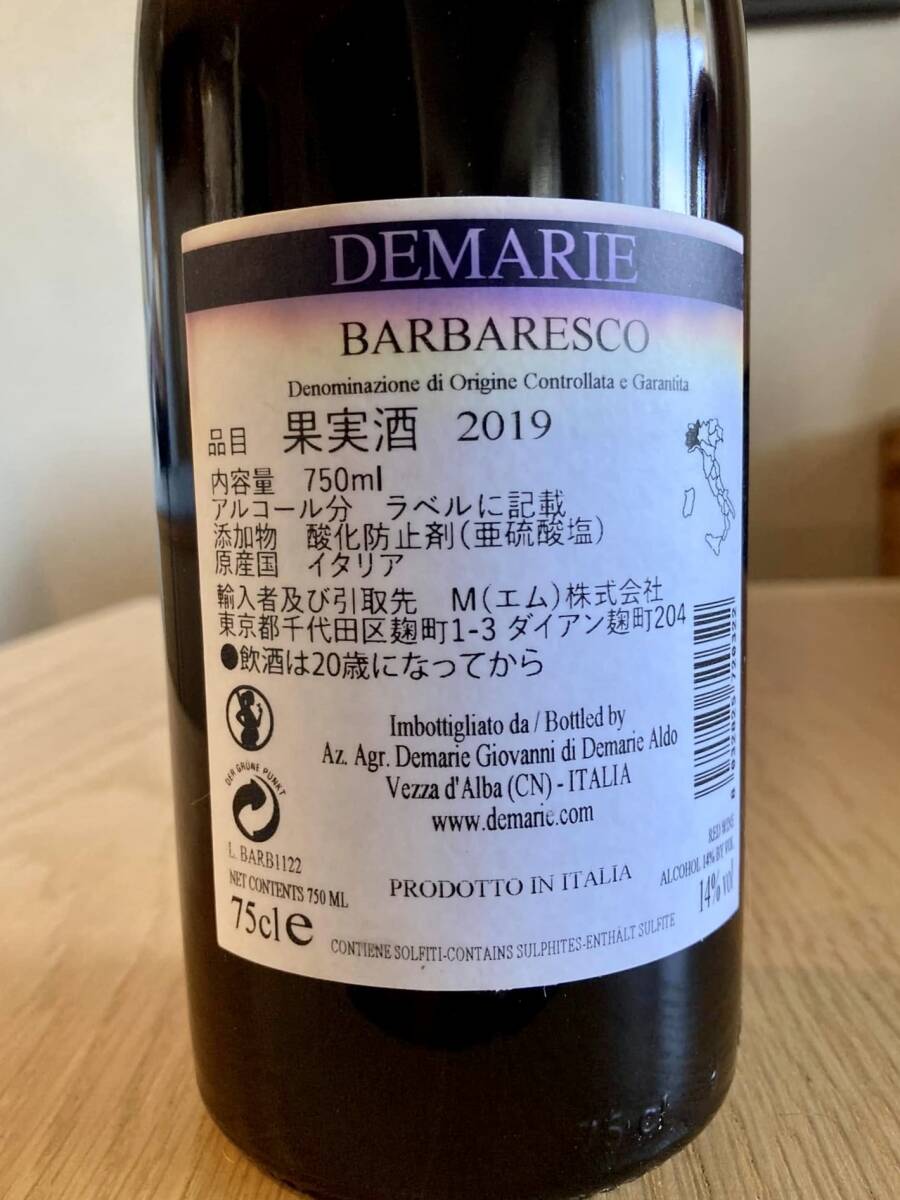 DEMARIE
BARBARESCO
Denominazione di Origine Controllata e Garantita
品目 果実酒 2019
内容量 750ml
アルコール分 ラベルに記載
添加物 酸化防止剤(亜硫酸塩)
原産国 イタリア
輸入者及び引取先 M(エム)株式会社
東京都千代田区麹町1-3 ダイアン麹町204
●飲酒は20歳になってから
Imbottigliato da / Bottled by
Az. Agr. Demarie Giovanni di Demarie Aldo
Vezza d'Alba (CN) - ITALIA
www.demarie.com
DER GRÜNE PUNKT
L. BARB1122
NET CONTENTS 750 ML
75cl e
PRODOTTO IN ITALIA
CONTIENE SOLFITI-CONTAINS SULPHITES-ENTHÄLT SULFITE
8 032825 720322
RED WINE
ALCOHOL 14% BY VOL.
14% vol
75 cl